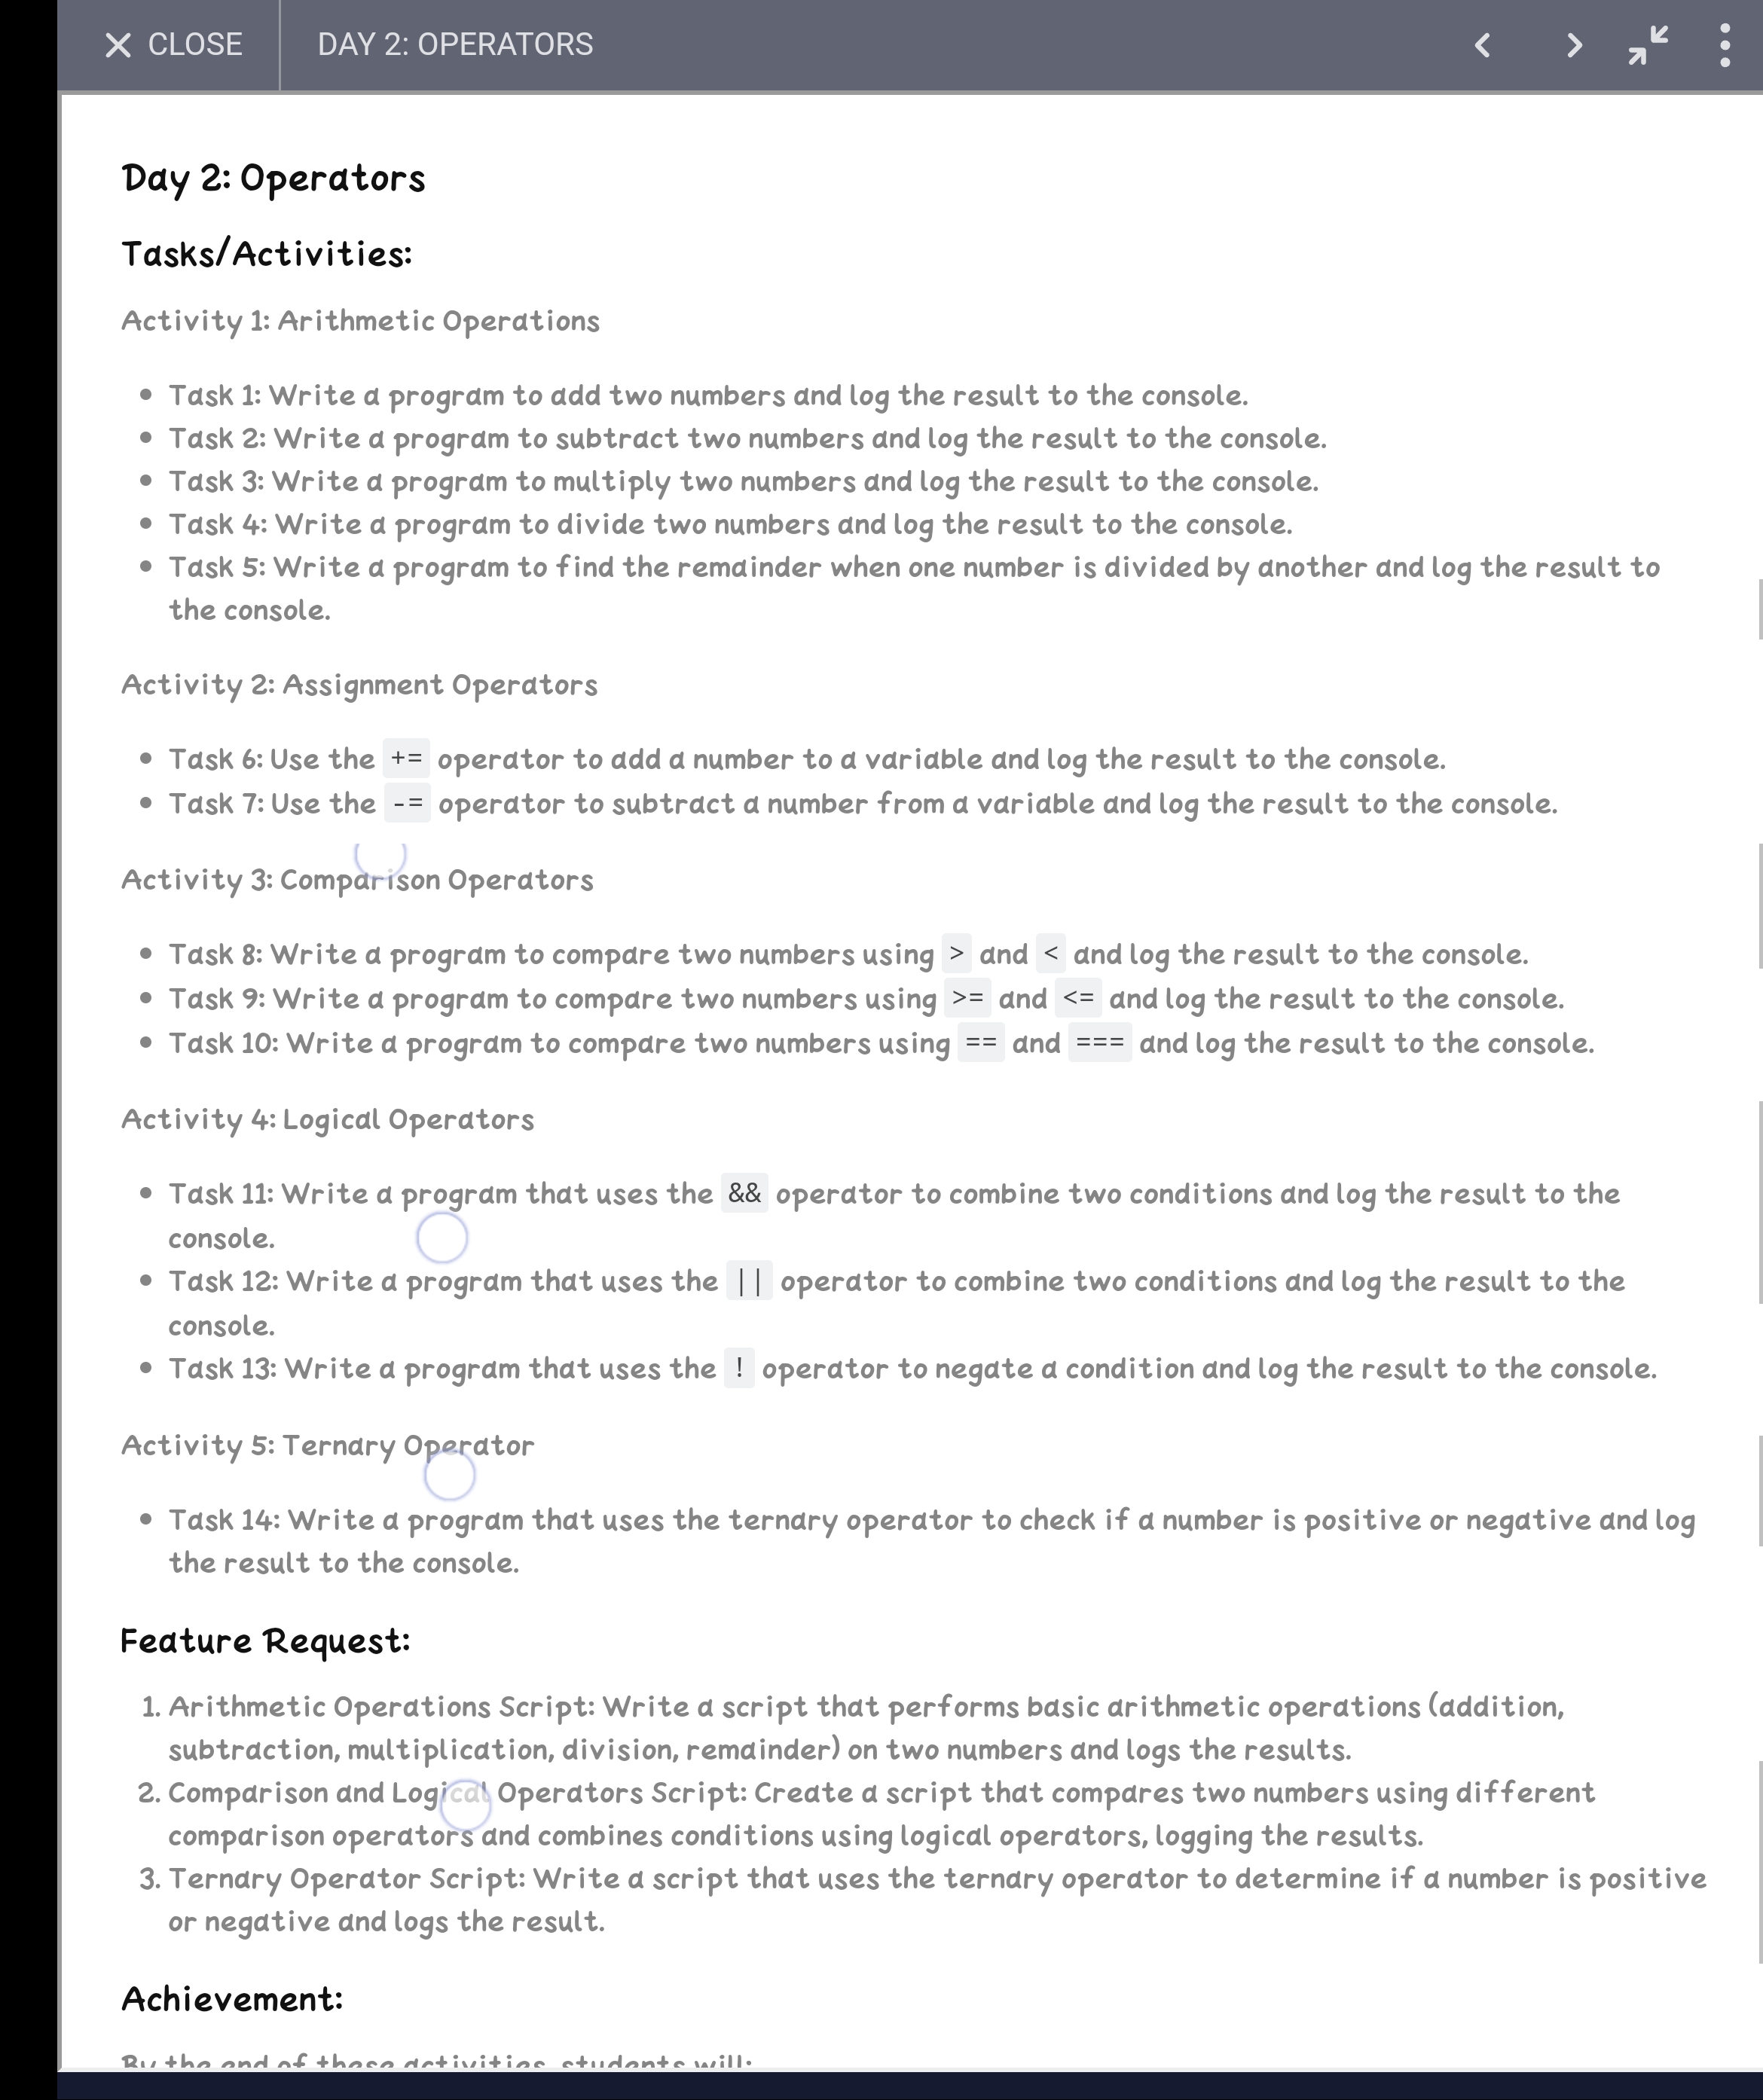 CLOSE DAY 2: OPERATORS
Day 2: Operators
Tasks/Activities:
Activity 1: Arithmetic Operations
• Task 1: Write a program to add two numbers and log the result to the console.
• Task 2: Write a program to subtract two numbers and log the result to the console.
• Task 3: Write a program to multiply two numbers and log the result to the console.
• Task 4: Write a program to divide two numbers and log the result to the console.
• Task 5: Write a program to find the remainder when one number is divided by another and log the result to
the console.
Activity 2: Assignment Operators
• Task 6: Use the += operator to add a number to a variable and log the result to the console.
• Task 7: Use the -= operator to subtract a number from a variable and log the result to the console.
Activity 3: Comparison Operators
• Task 8: Write a program to compare two numbers using > and < and log the result to the console.
• Task 9: Write a program to compare two numbers using >= and <= and log the result to the console.
• Task 10: Write a program to compare two numbers using == and === and log the result to the console.
Activity 4: Logical Operators
• Task 11: Write a program that uses the && operator to combine two conditions and log the result to the
console.
• Task 12: Write a program that uses the || operator to combine two conditions and log the result to the
console.
• Task 13: Write a program that uses the ! operator to negate a condition and log the result to the console.
Activity 5: Ternary Operator
• Task 14: Write a program that uses the ternary operator to check if a number is positive or negative and log
the result to the console.
Feature Request:
1. Arithmetic Operations Script: Write a script that performs basic arithmetic operations (addition,
subtraction, multiplication, division, remainder) on two numbers and logs the results.
2. Comparison and Logical Operators Script: Create a script that compares two numbers using different
comparison operators and combines conditions using logical operators, logging the results.
3. Ternary Operator Script: Write a script that uses the ternary operator to determine if a number is positive
or negative and logs the result.
Achievement:
By the end of these activities, students will: